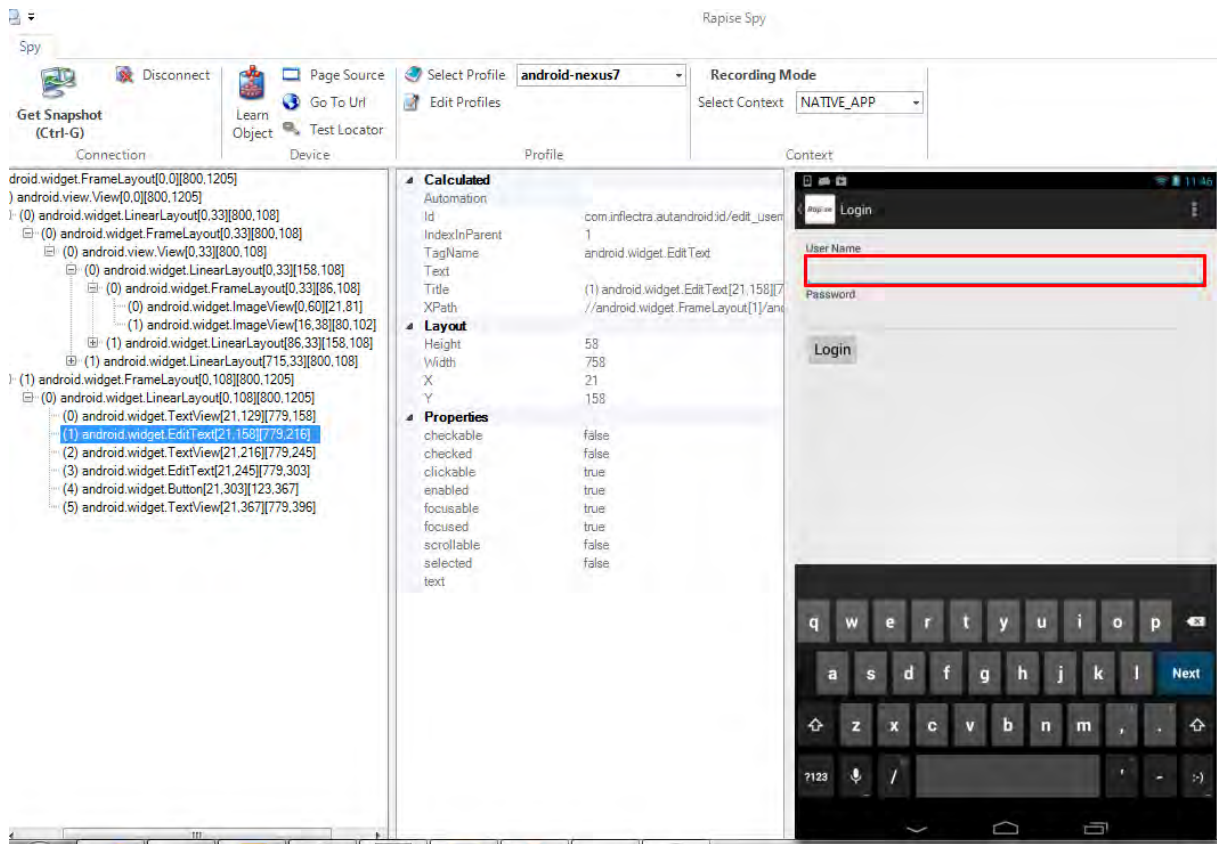 Rapise Spy
Spy
Get Snapshot
(Ctrl-G)
Disconnect
Connection
Learn
Object
Page Source
Go To Url
Test Locator
Device
Select Profile android-nexus7
Edit Profiles
Profile
Recording Mode
Select Context NATIVE_APP
Context
droid.widget.FrameLayout[0,0][800,1205]
) android.view.View[0,0][800,1205]
(0) android.widget.LinearLayout[0,33][800,108]
(0) android.widget.FrameLayout[0,33][800,108]
(0) android.view.View[0,33][800,108]
(0) android.widget.LinearLayout[0,33][158,108]
(0) android.widget.FrameLayout[0,33][86,108]
(0) android.widget.ImageView[0,60][21,81]
(1) android.widget.ImageView[16,38][80,102]
(1) android.widget.LinearLayout[86,33][158,108]
(1) android.widget.LinearLayout[715,33][800,108]
(1) android.widget.FrameLayout[0,108][800,1205]
(0) android.widget.LinearLayout[0,108][800,1205]
(0) android.widget.TextView[21,129][779,158]
(1) android.widget.EditText[21,158][779,216]
(2) android.widget.TextView[21,216][779,245]
(3) android.widget.EditText[21,245][779,303]
(4) android.widget.Button[21,303][123,367]
(5) android.widget.TextView[21,367][779,396]
Calculated
Automation
Id com.inflectra.autandroid:id/edit_usern
IndexInParent 1
TagName android.widget.EditText
Text
Title (1) android.widget.EditText[21,158][7
XPath //android.widget.FrameLayout[1]/and
Layout
Height 58
Width 758
X 21
Y 158
Properties
checkable false
checked false
clickable true
enabled true
focusable true
focused true
scrollable false
selected false
text
11:46
Rapise Login
User Name
Password
Login
q w e r t y u i o p
a s d f g h j k l Next
z x c v b n m , .
?123 / ' - :-)